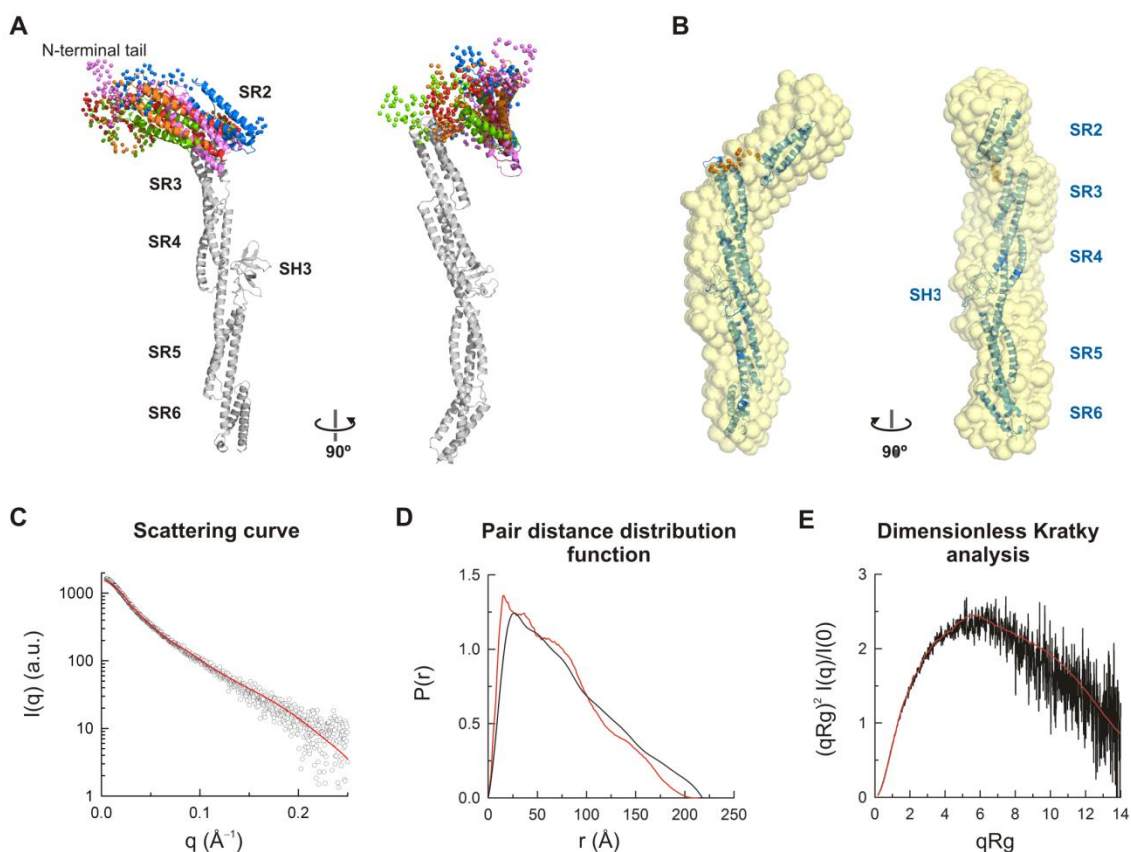 A
N-terminal tail
SR2
SR3
SR4
SH3
SR5
SR6
90º
B
SR2
SR3
SR4
SH3
SR5
SR6
90º
C
Scattering curve
I(q) (a.u.)
1000
100
10
1
0.0
0.1
0.2
q (Å⁻¹)
D
Pair distance distribution
function
P(r)
1.5
1.0
0.5
0.0
0
50
100
150
200
250
r (Å)
E
Dimensionless Kratky
analysis
(qRg)² I(q)/I(0)
3
2
1
0
0
2
4
6
8
10
12
14
qRg